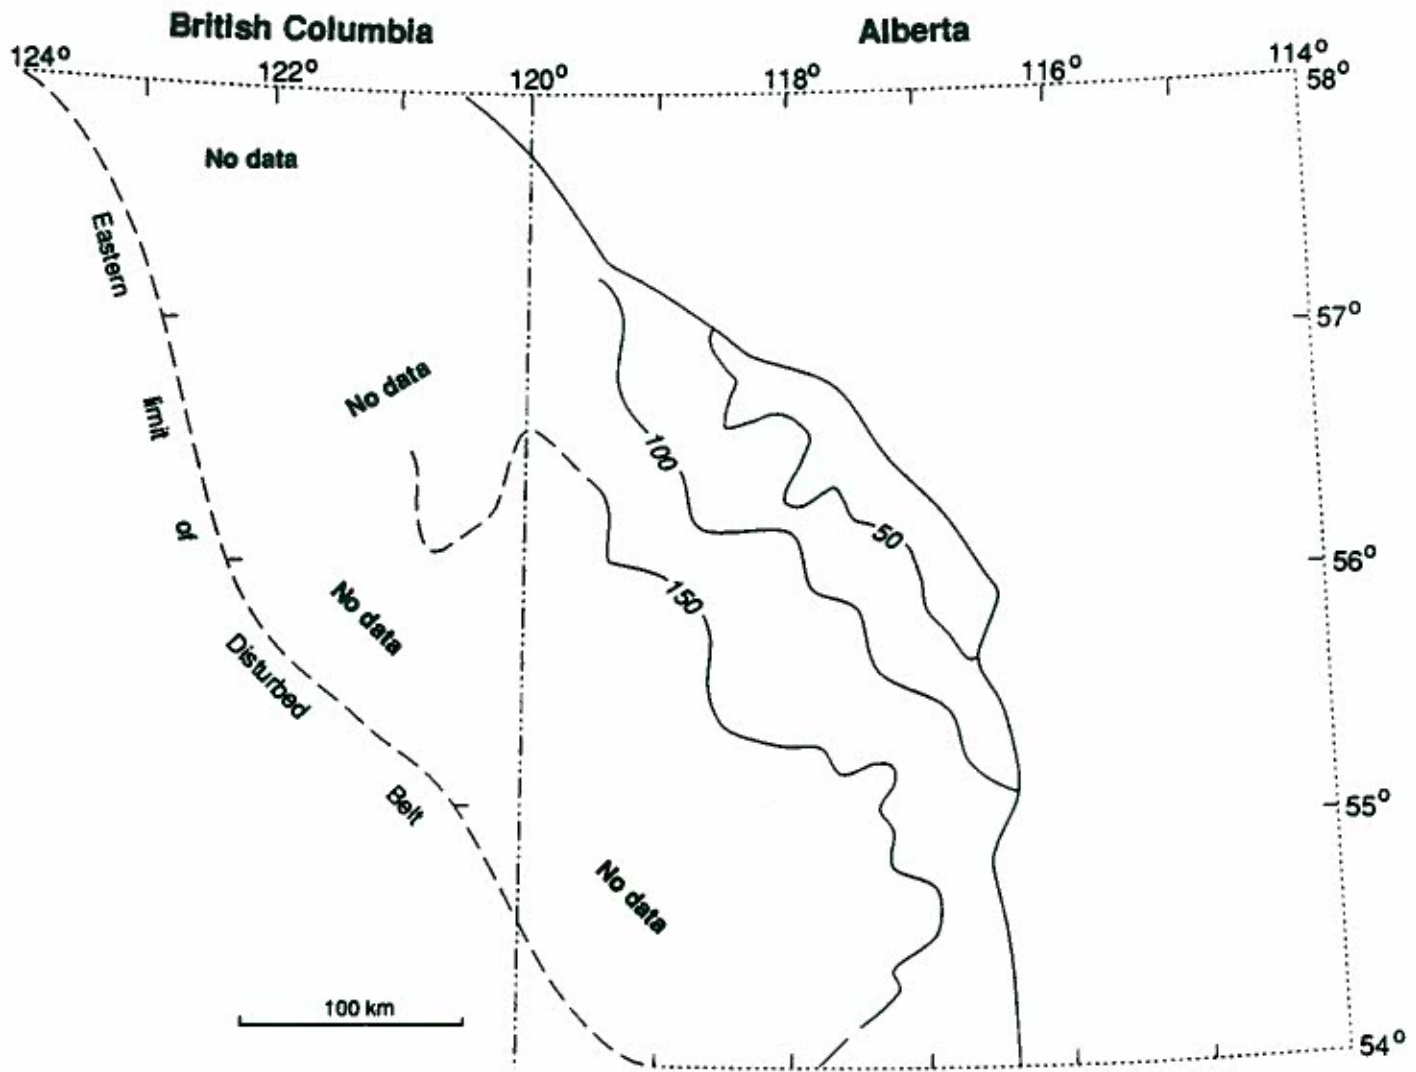 British Columbia
Alberta
124°
122°
120°
118°
116°
114°
58°
No data
Eastern
57°
No data
limit
100
50
of
56°
No data
150
Disturbed
Belt
55°
No data
100 km
54°